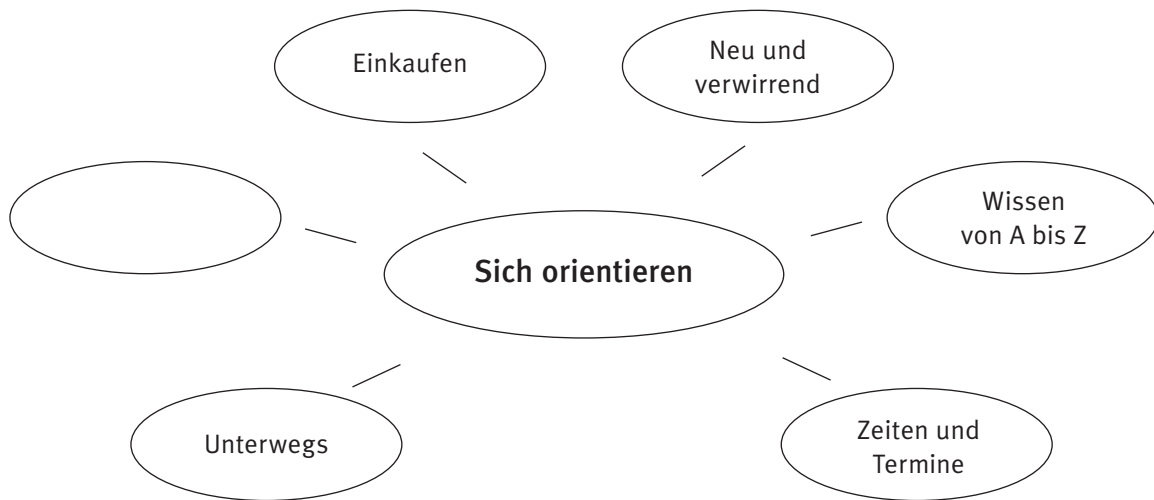 Einkaufen
Neu und
verwirrend
Wissen
von A bis Z
Sich orientieren
Unterwegs
Zeiten und
Termine